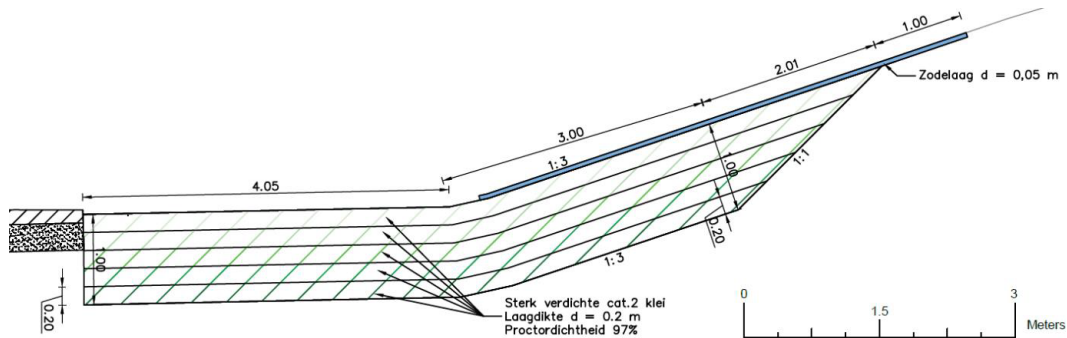 1.00
2.01
Zodelaag d = 0,05 m
3.00
1:3
1.00
1:1
4.05
0.20
1:3
0.20
Sterk verdichte cat.2 klei
Laagdikte d = 0.2 m
Proctordichtheid 97%
0
1.5
3
Meters